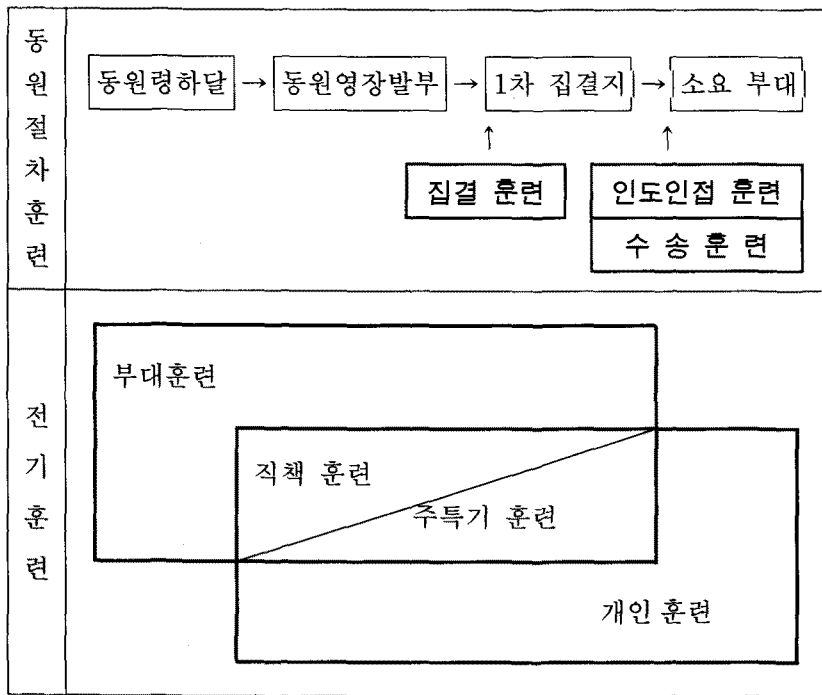 동원절차훈련
동원령하달 → 동원영장발부 → 1차 집결지 → 소요 부대
↑ ↑
집결 훈련 인도인접 훈련
수 송 훈 련
전기훈련
부대훈련
직책 훈련
주특기 훈련
개인 훈련